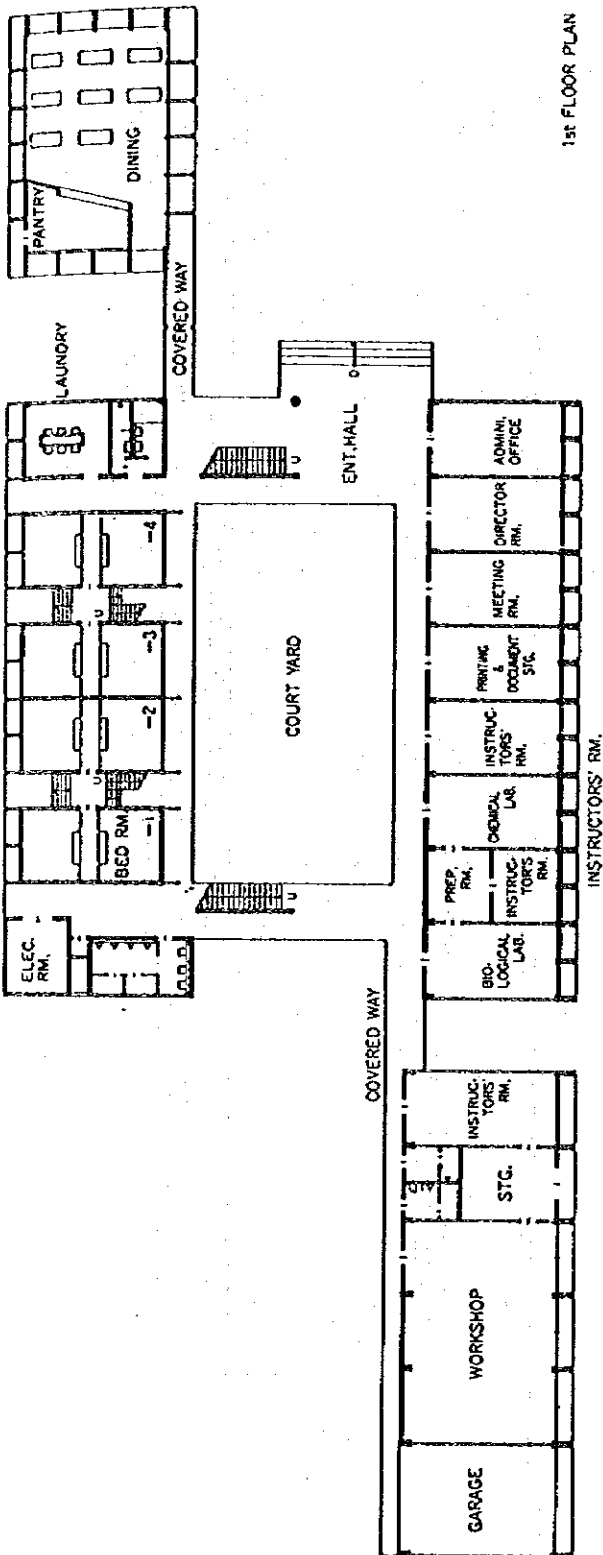 PANTRY
DINING
LAUNDRY
COVERED WAY
ENT. HALL
D
U
-4
U
-3
-2
U
BED RM. -1
ELEC.
RM.
U
COURT YARD
COVERED WAY
ADMINI.
OFFICE
DIRECTOR
RM.
MEETING
RM.
PRINTING
&
DOCUMENT
STG.
INSTRUC-
TORS'
RM.
CHEMICAL
LAB.
PREP.
RM.
INSTRUC-
TOR'S RM.
BIO-
LOGICAL
LAB.
INSTRUC-
TORS'
RM.
STG.
WORKSHOP
GARAGE
INSTRUCTORS' RM.
1st FLOOR PLAN